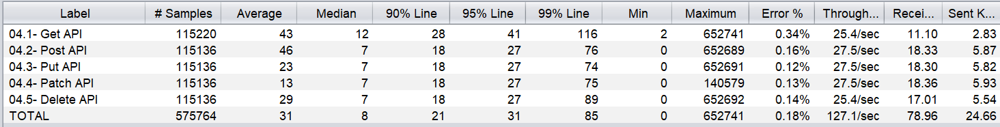 Label # Samples Average Median 90% Line 95% Line 99% Line Min Maximum Error % Through... Recei... Sent K...
04.1- Get API 115220 43 12 28 41 116 2 652741 0.34% 25.4/sec 11.10 2.83
04.2- Post API 115136 46 7 18 27 76 0 652689 0.16% 27.5/sec 18.33 5.87
04.3- Put API 115136 23 7 18 27 74 0 652691 0.12% 27.5/sec 18.30 5.82
04.4- Patch API 115136 13 7 18 27 75 0 140579 0.13% 27.5/sec 18.36 5.93
04.5- Delete API 115136 29 7 18 27 89 0 652692 0.14% 25.4/sec 17.01 5.54
TOTAL 575764 31 8 21 31 85 0 652741 0.18% 127.1/sec 78.96 24.66